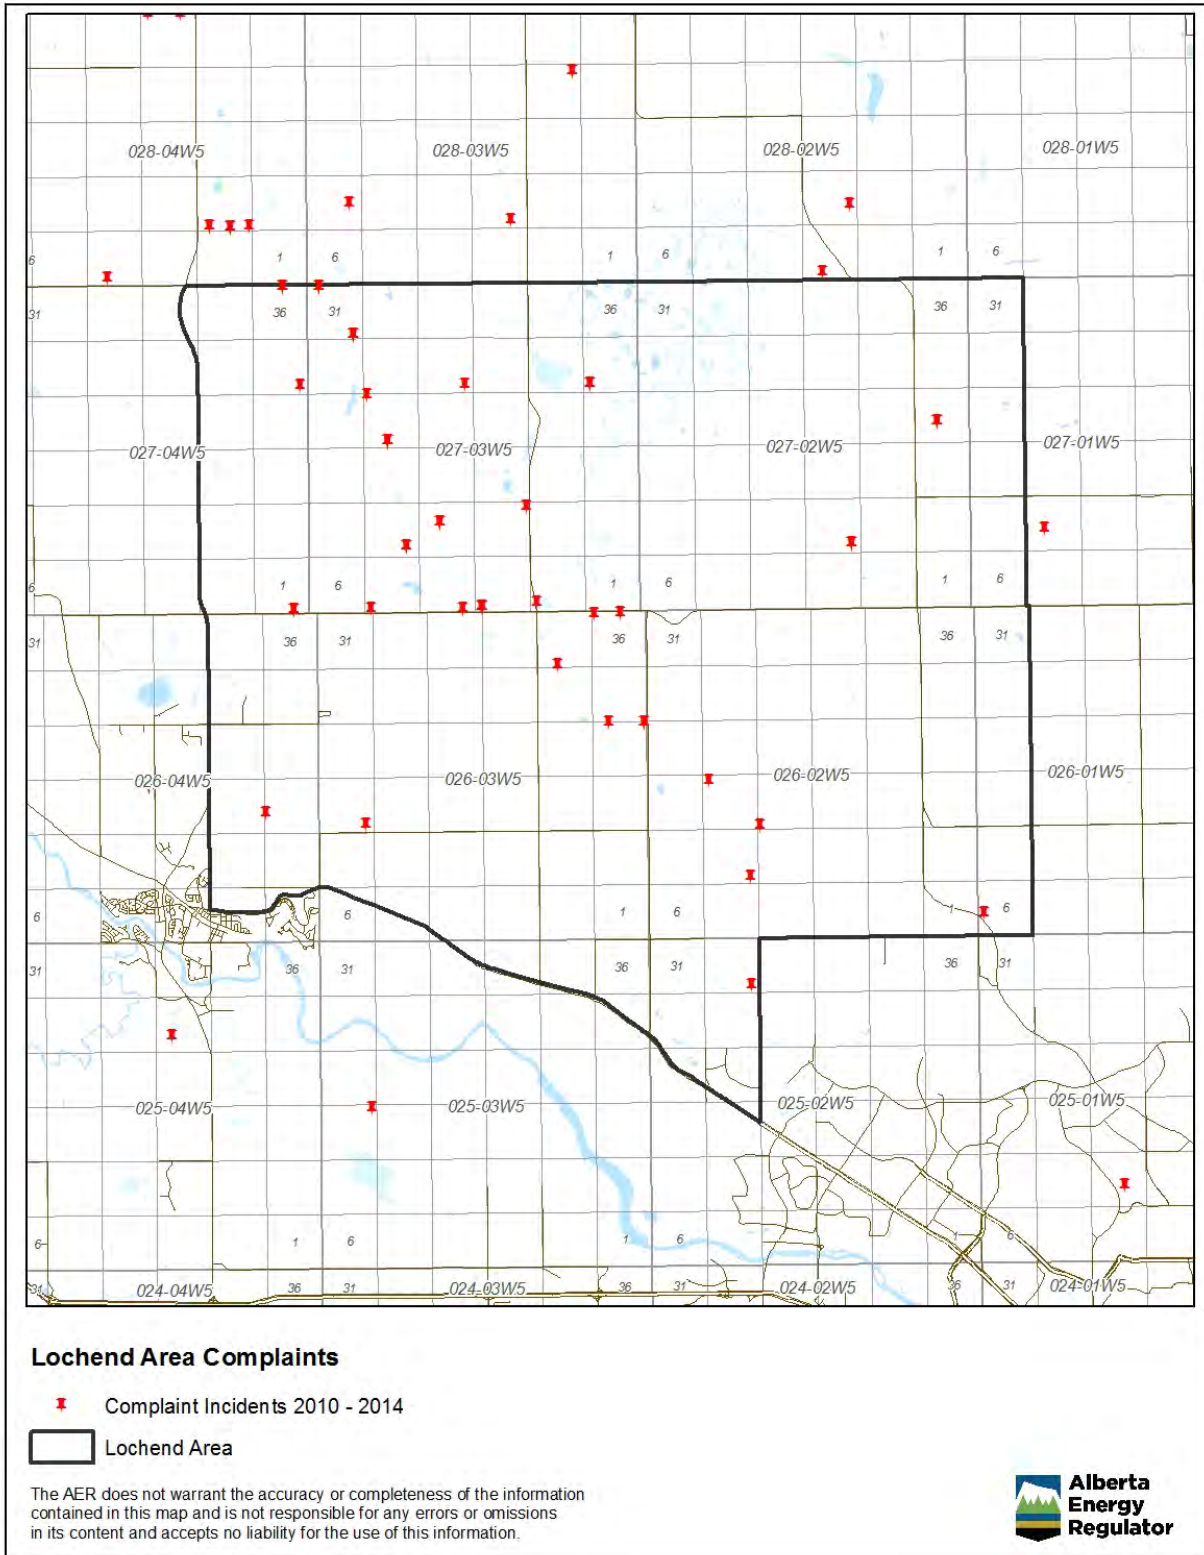 028-04W5 028-03W5 028-02W5 028-01W5
6 1 6 1 6 1 6
31 36 31 36 31 36 31
027-04W5 027-03W5 027-02W5 027-01W5
6 1 6 1 6 1 6
31 36 31 36 31 36 31
026-04W5 026-03W5 026-02W5 026-01W5
6 6 1 6 1 6
31 36 31 36 31 36 31
025-04W5 025-03W5 025-02W5 025-01W5
6 1 6 1 6 1 6
31 024-04W5 36 31 024-03W5 36 31 024-02W5 36 31 024-01W5
Lochend Area Complaints
Complaint Incidents 2010 - 2014
Lochend Area
The AER does not warrant the accuracy or completeness of the information
contained in this map and is not responsible for any errors or omissions
in its content and accepts no liability for the use of this information.
Alberta
Energy
Regulator